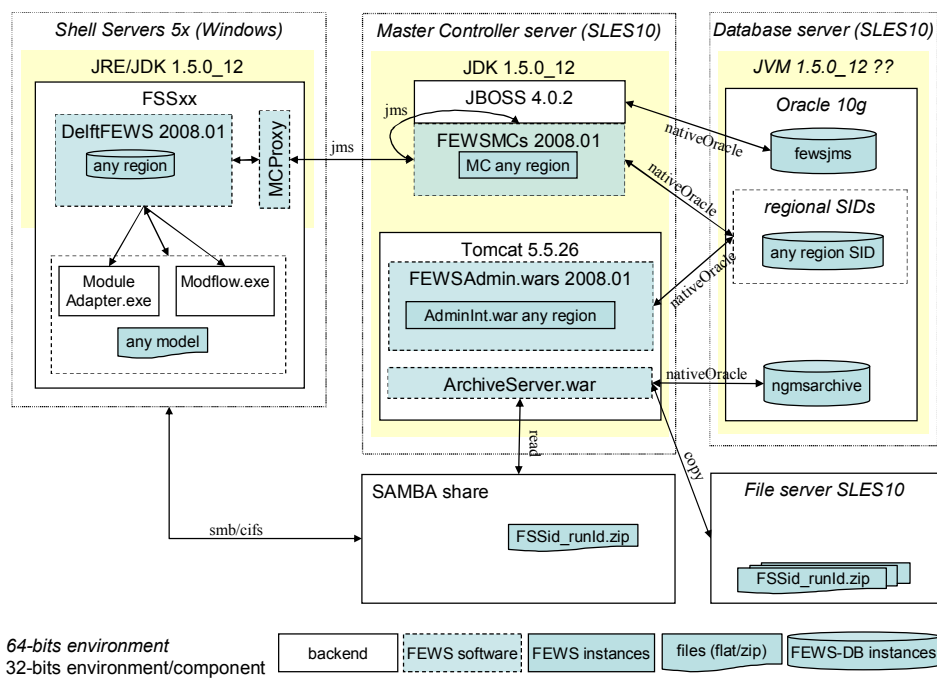 Shell Servers 5x (Windows)
JRE/JDK 1.5.0_12
FSSxx
DelftFEWS 2008.01
any region
MCProxy
Module
Adapter.exe
Modflow.exe
any model
jms
Master Controller server (SLES10)
JDK 1.5.0_12
JBOSS 4.0.2
jms
FEWSMCs 2008.01
MC any region
Tomcat 5.5.26
FEWSAdmin.wars 2008.01
AdminInt.war any region
ArchiveServer.war
nativeOracle
nativeOracle
nativeOracle
nativeOracle
Database server (SLES10)
JVM 1.5.0_12 ??
Oracle 10g
fewsjms
regional SIDs
any region SID
ngmsarchive
read
copy
smb/cifs
SAMBA share
FSSid_runId.zip
File server SLES10
FSSid_runId.zip
64-bits environment
32-bits environment/component
backend
FEWS software
FEWS instances
files (flat/zip)
FEWS-DB instances